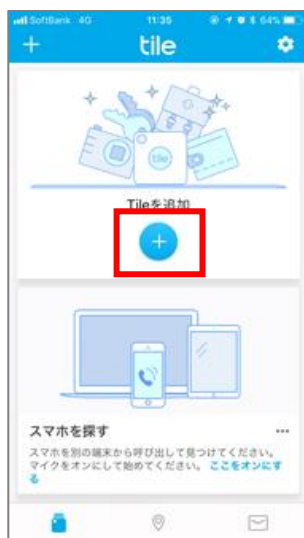 SoftBank 4G 11:35 64%
tile
tile
Tileを追加
スマホを探す
スマホを別の端末から呼び出して見つけてください。
マイクをオンにして始めてください。 ここをオンにす
る